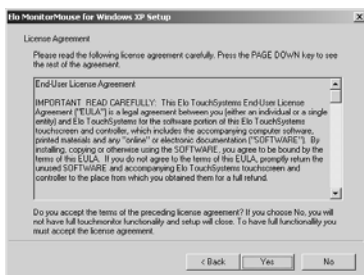 Elo MonitorMouse for Windows XP Setup
License Agreement
Please read the following license agreement carefully. Press the PAGE DOWN key to see
the rest of the agreement.
End-User License Agreement
IMPORTANT READ CAREFULLY: This Elo TouchSystems End-User License
Agreement ("EULA") is a legal agreement between you (either an individual or a single
entity) and Elo TouchSystems for the software portion of this Elo TouchSystems
touchscreen and controller, which includes the accompanying computer software,
printed materials and any "online" or electronic documentation ("SOFTWARE"). By
installing, copying or otherwise using the SOFTWARE, you agree to be bound by the
terms of this EULA. If you do not agree to the terms of this EULA, promptly return the
unused SOFTWARE and accompanying Elo TouchSystems touchscreen and
controller to the place from which you obtained them for a full refund.
Do you accept the terms of the preceding license agreement? If you choose No, you will
not have full touchmonitor functionality and setup will close. To have full functionallity you
must accept the license agreement.
< Back Yes No